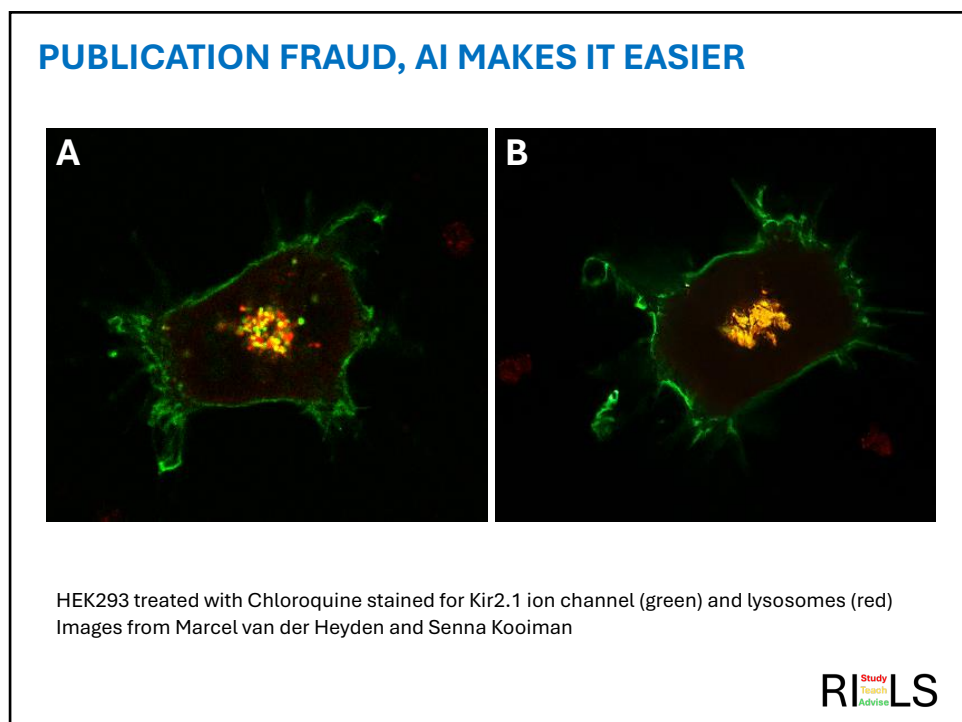 PUBLICATION FRAUD, AI MAKES IT EASIER
A
B
HEK293 treated with Chloroquine stained for Kir2.1 ion channel (green) and lysosomes (red)
Images from Marcel van der Heyden and Senna Kooiman
RI Study Teach Advise LS